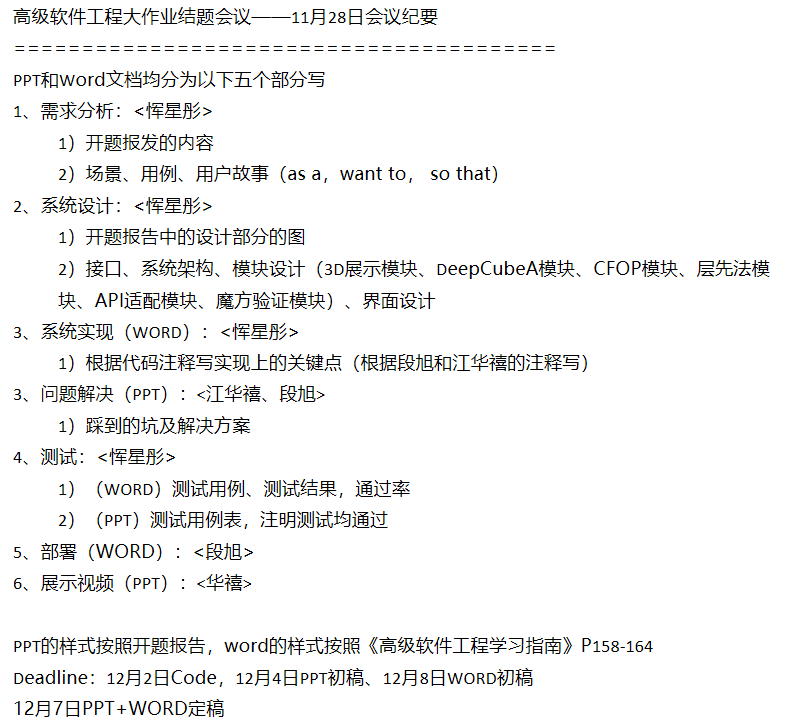 高级软件工程大作业结题会议——11月28日会议纪要
========================================
PPT和Word文档均分为以下五个部分写
1、需求分析：<恽星彤>
1）开题报发的内容
2）场景、用例、用户故事（as a，want to， so that）
2、系统设计：<恽星彤>
1）开题报告中的设计部分的图
2）接口、系统架构、模块设计（3D展示模块、DeepCubeA模块、CFOP模块、层先法模
块、API适配模块、魔方验证模块）、界面设计
3、系统实现（WORD）：<恽星彤>
1）根据代码注释写实现上的关键点（根据段旭和江华禧的注释写）
3、问题解决（PPT）：<江华禧、段旭>
1）踩到的坑及解决方案
4、测试：<恽星彤>
1）（WORD）测试用例、测试结果，通过率
2）（PPT）测试用例表，注明测试均通过
5、部署（WORD）：<段旭>
6、展示视频（PPT）：<华禧>
PPT的样式按照开题报告，word的样式按照《高级软件工程学习指南》P158-164
Deadline：12月2日Code，12月4日PPT初稿、12月8日WORD初稿
12月7日PPT+WORD定稿